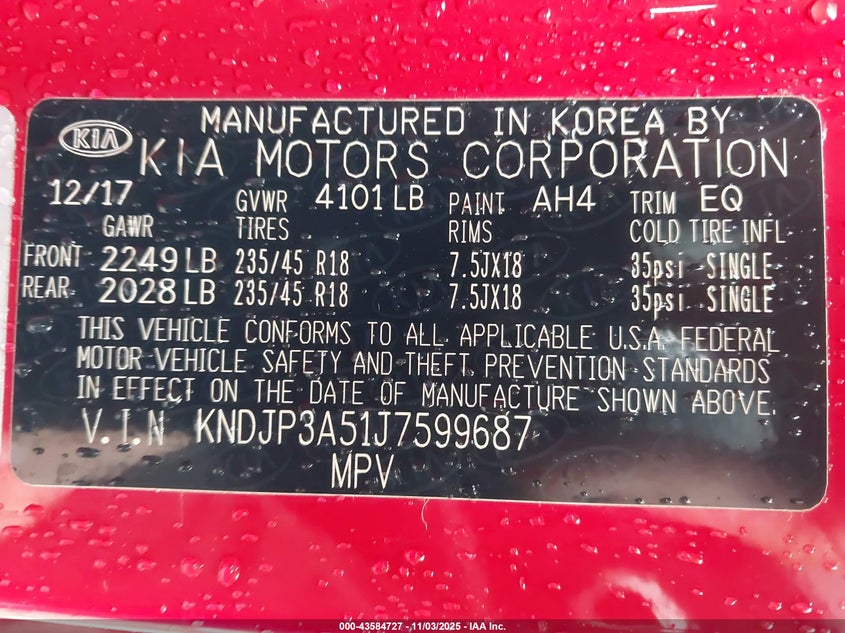 MANUFACTURED IN KOREA BY
KIA KIA MOTORS CORPORATION
12/17 GVWR 4101 LB PAINT AH4 TRIM EQ
GAWR TIRES RIMS COLD TIRE INFL
FRONT 2249 LB 235/45 R18 7.5JX18 35psi SINGLE
REAR 2028 LB 235/45 R18 7.5JX18 35psi SINGLE
THIS VEHICLE CONFORMS TO ALL APPLICABLE U.S.A. FEDERAL
MOTOR VEHICLE SAFETY AND THEFT PREVENTION STANDARDS
IN EFFECT ON THE DATE OF MANUFACTURE SHOWN ABOVE.
V.I.N KNDJP3A51J7599687
MPV
000-43584727 - 11/03/2025 - IAA Inc.